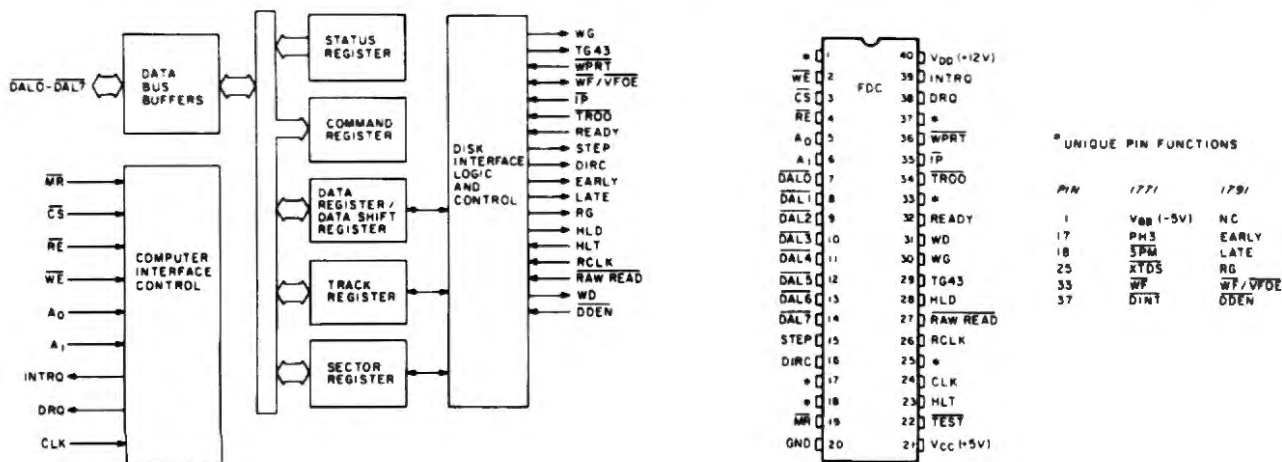 DAL0-DAL7
DATA
BUS
BUFFERS
MR
CS
RE
WE
A0
A1
INTRQ
DRQ
CLK
COMPUTER
INTERFACE
CONTROL
STATUS
REGISTER
COMMAND
REGISTER
DATA
REGISTER/
DATA SHIFT
REGISTER
TRACK
REGISTER
SECTOR
REGISTER
DISK
INTERFACE
LOGIC
AND
CONTROL
WG
TG43
WPRT
WF/VFOE
IP
TR00
READY
STEP
DIRC
EARLY
LATE
RG
HLD
HLT
RCLK
RAW READ
WD
DDEN
FDC
* 1 40 VDD (+12V)
WE 2 39 INTRQ
CS 3 38 DRQ
RE 4 37 *
A0 5 36 WPRT
A1 6 35 IP
DAL0 7 34 TR00
DAL1 8 33 *
DAL2 9 32 READY
DAL3 10 31 WD
DAL4 11 30 WG
DAL5 12 29 TG43
DAL6 13 28 HLD
DAL7 14 27 RAW READ
STEP 15 26 RCLK
DIRC 16 25 *
* 17 24 CLK
* 18 23 HLT
MR 19 22 TEST
GND 20 21 VCC (+5V)
* UNIQUE PIN FUNCTIONS
PIN 1771 1791
1 VBB (-5V) NC
17 PH3 EARLY
18 3PM LATE
25 XTDS RG
33 WF WF/VFOE
37 DINT DDEN